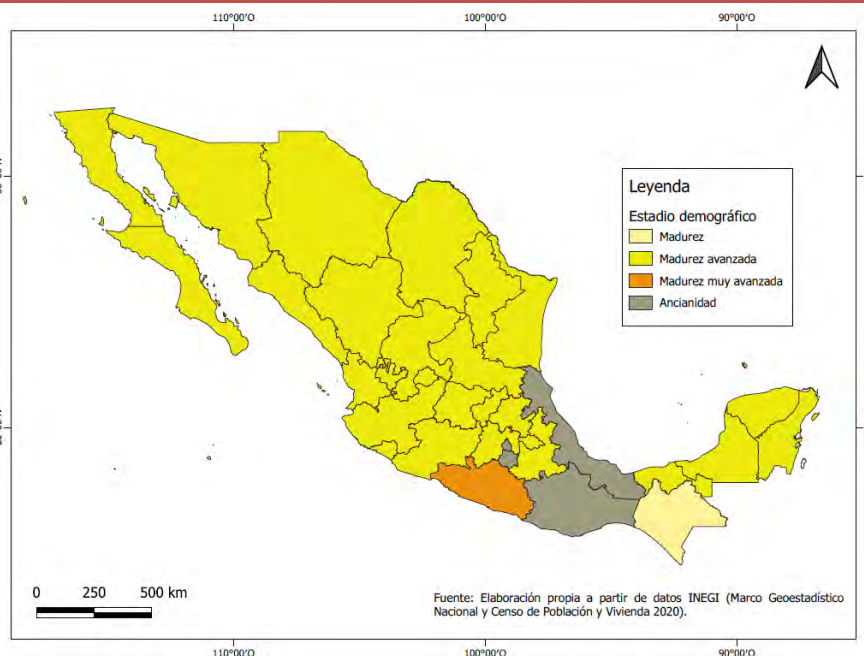 110°00'O 100°00'O 90°00'O
Leyenda
Estadio demográfico
Madurez
Madurez avanzada
Madurez muy avanzada
Ancianidad
0 250 500 km
Fuente: Elaboración propia a partir de datos INEGI (Marco Geoestadístico
Nacional y Censo de Población y Vivienda 2020).
110°00'O 100°00'O 90°00'O